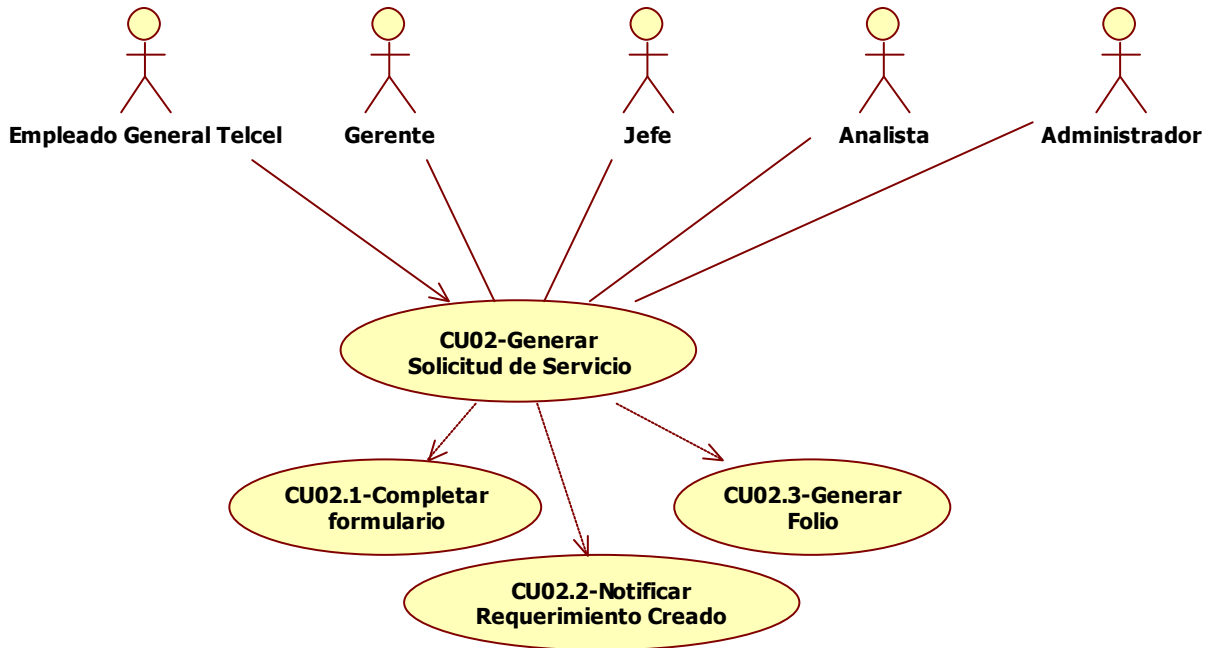 Empleado General Telcel
Gerente
Jefe
Analista
Administrador
CU02-Generar
Solicitud de Servicio
CU02.1-Completar
formulario
CU02.3-Generar
Folio
CU02.2-Notificar
Requerimiento Creado